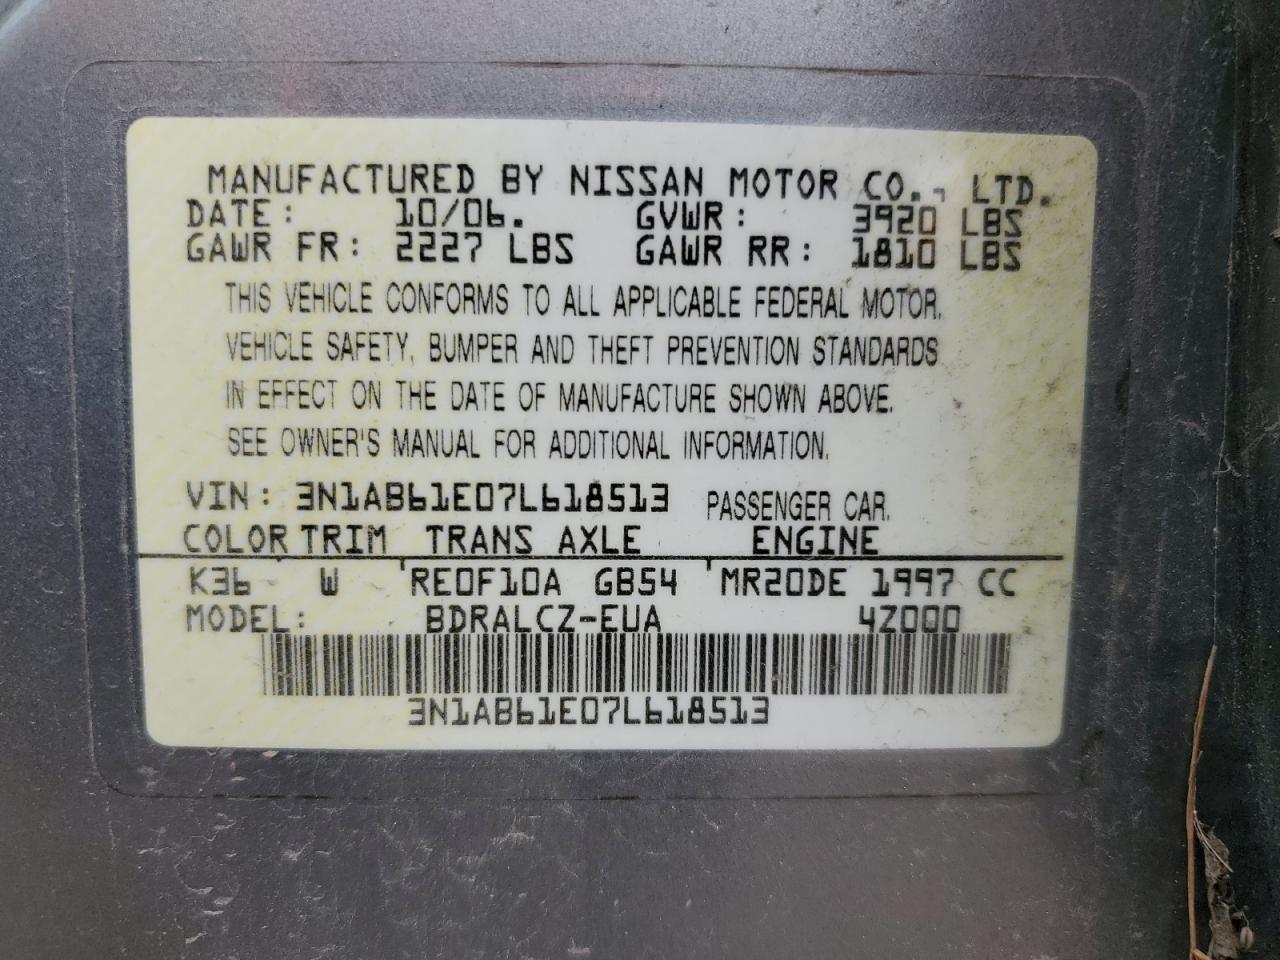 MANUFACTURED BY NISSAN MOTOR CO., LTD.
DATE: 10/06. GVWR: 3920 LBS
GAWR FR: 2227 LBS GAWR RR: 1810 LBS
THIS VEHICLE CONFORMS TO ALL APPLICABLE FEDERAL MOTOR.
VEHICLE SAFETY, BUMPER AND THEFT PREVENTION STANDARDS
IN EFFECT ON THE DATE OF MANUFACTURE SHOWN ABOVE.
SEE OWNER'S MANUAL FOR ADDITIONAL INFORMATION.
VIN: 3N1AB61E07L618513 PASSENGER CAR.
COLOR TRIM TRANS AXLE ENGINE
K36 W RE0F10A GB54 MR20DE 1997 CC
MODEL: BDRALCZ-EUA 4Z000
3N1AB61E07L618513